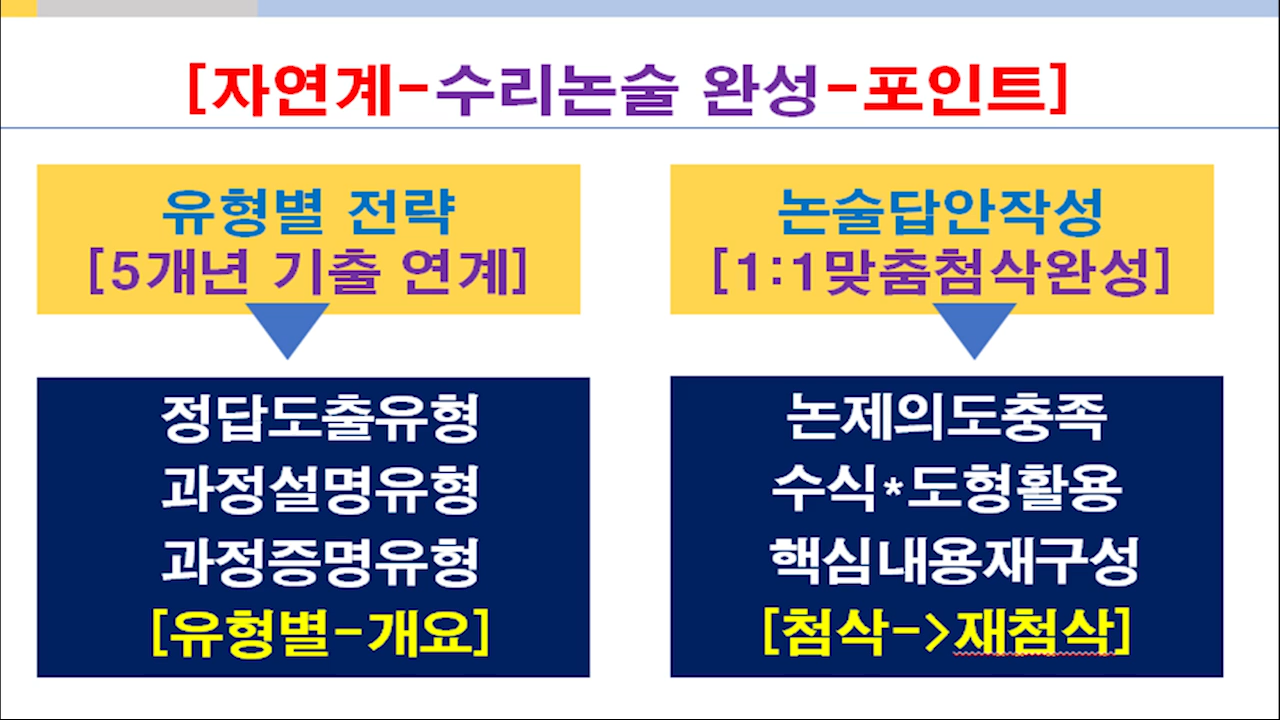 [자연계-수리논술 완성-포인트]
유형별 전략
[5개년 기출 연계]
정답도출유형
과정설명유형
과정증명유형
[유형별-개요]
논술답안작성
[1:1맞춤첨삭완성]
논제의도충족
수식*도형활용
핵심내용재구성
[첨삭->재첨삭]